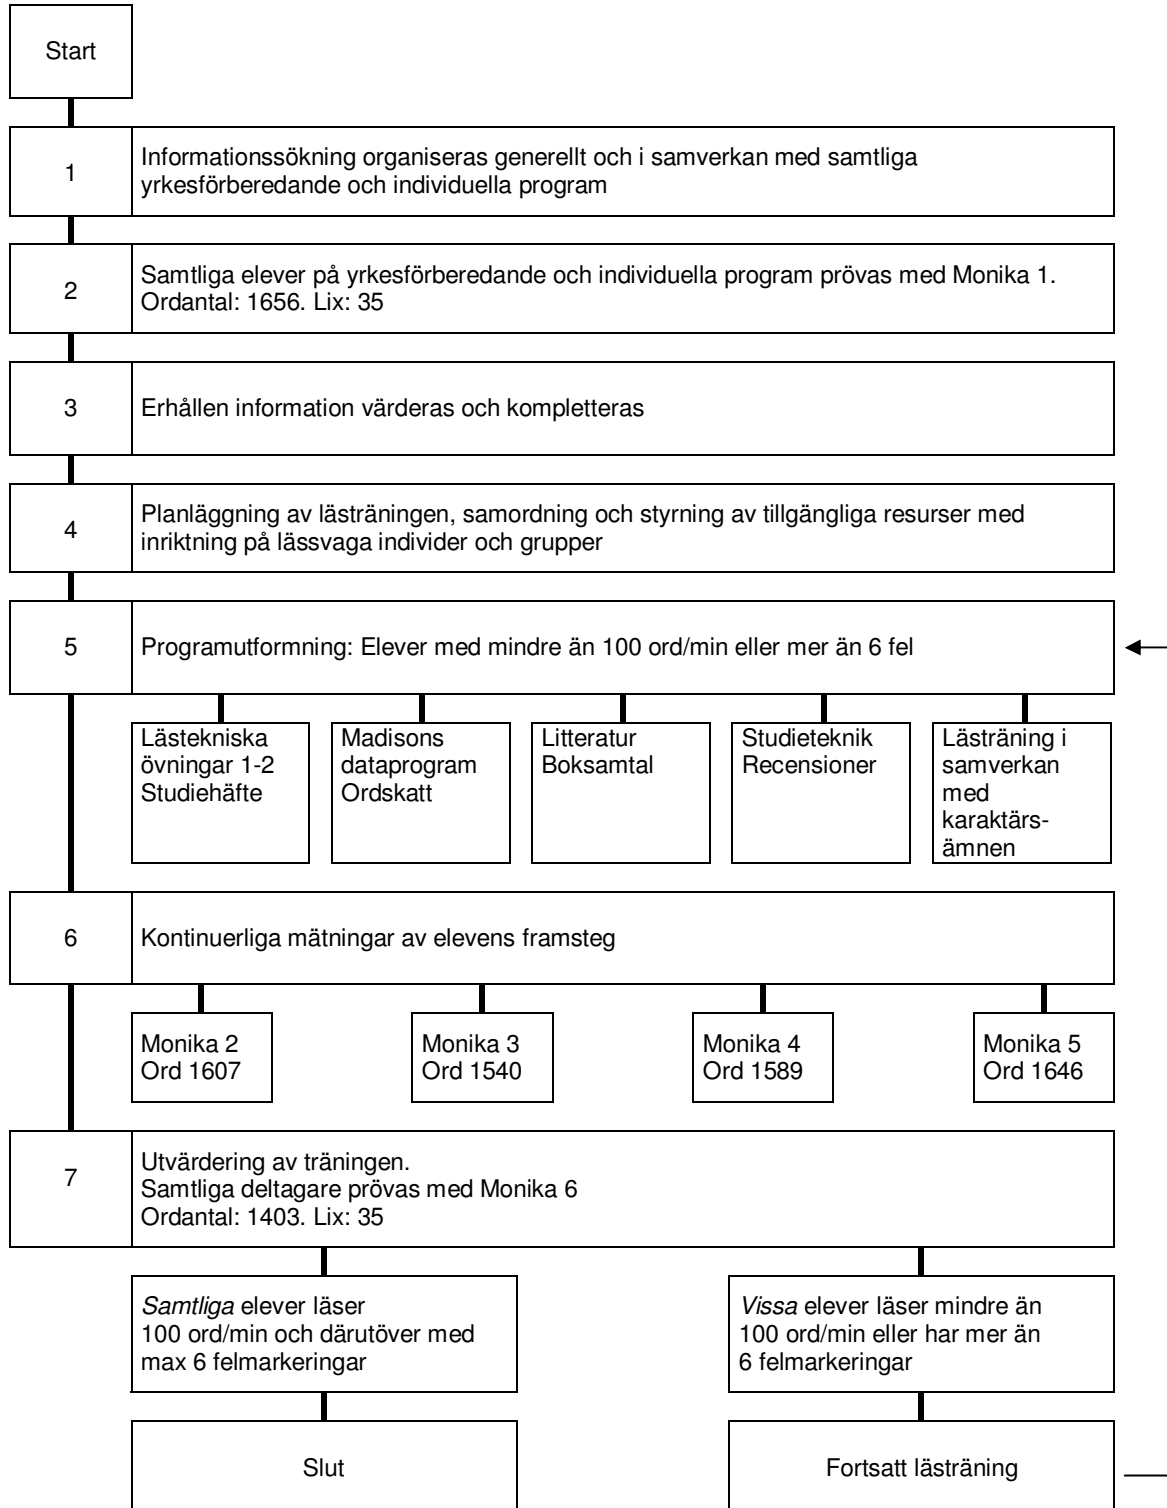 Start
1
Informationssökning organiseras generellt och i samverkan med samtliga
yrkesförberedande och individuella program
2
Samtliga elever på yrkesförberedande och individuella program prövas med Monika 1.
Ordantal: 1656. Lix: 35
3
Erhållen information värderas och kompletteras
4
Planläggning av lästräningen, samordning och styrning av tillgängliga resurser med
inriktning på lässvaga individer och grupper
5
Programutformning: Elever med mindre än 100 ord/min eller mer än 6 fel
Lästekniska
övningar 1-2
Studiehäfte
Madisons
dataprogram
Ordskatt
Litteratur
Boksamtal
Studieteknik
Recensioner
Lästräning i
samverkan
med
karaktärs-
ämnen
6
Kontinuerliga mätningar av elevens framsteg
Monika 2
Ord 1607
Monika 3
Ord 1540
Monika 4
Ord 1589
Monika 5
Ord 1646
7
Utvärdering av träningen.
Samtliga deltagare prövas med Monika 6
Ordantal: 1403. Lix: 35
Samtliga elever läser
100 ord/min och därutöver med
max 6 felmarkeringar
Vissa elever läser mindre än
100 ord/min eller har mer än
6 felmarkeringar
Slut
Fortsatt lästräning